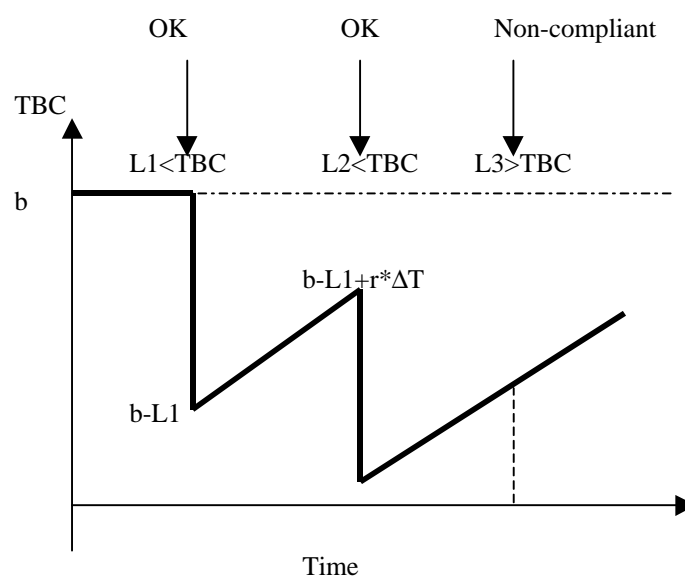 OK OK Non-compliant
TBC
L1<TBC L2<TBC L3>TBC
b
b-L1+r*ΔT
b-L1
Time